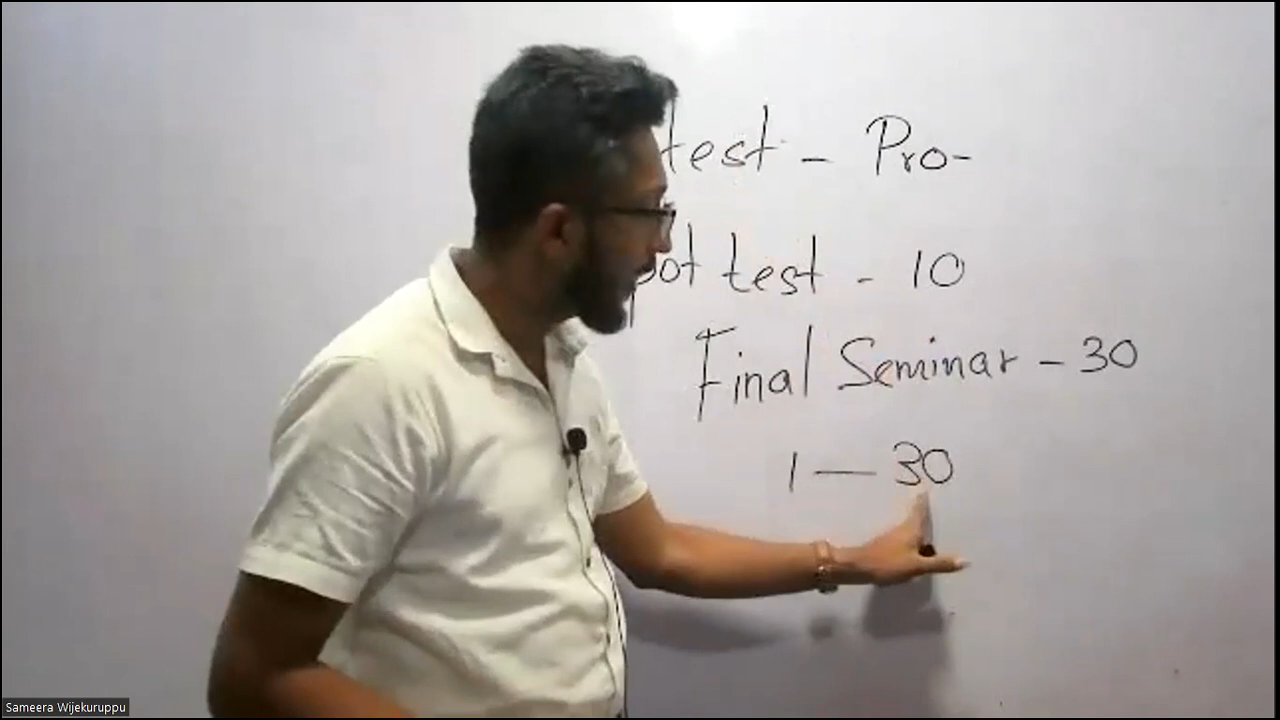 test - Pro-
pot test - 10
Final Seminar - 30
1 — 30
Sameera Wijekuruppu